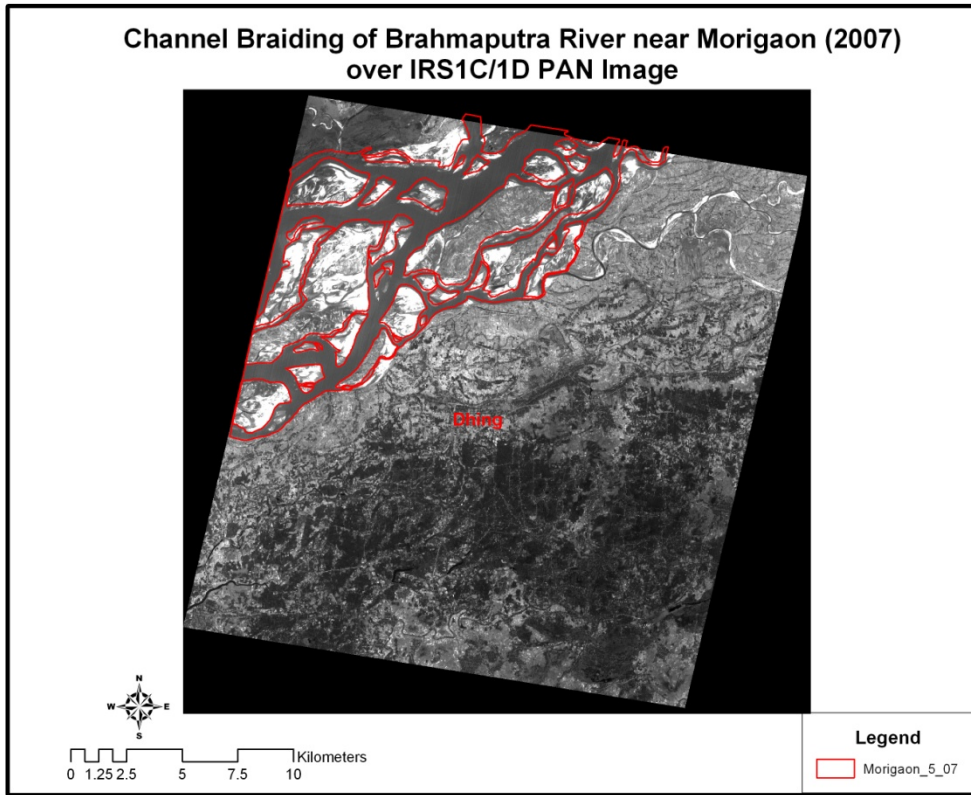 Channel Braiding of Brahmaputra River near Morigaon (2007)
over IRS1C/1D PAN Image
Dhing
N
W E
S
Kilometers
0 1.25 2.5 5 7.5 10
Legend
Morigaon_5_07